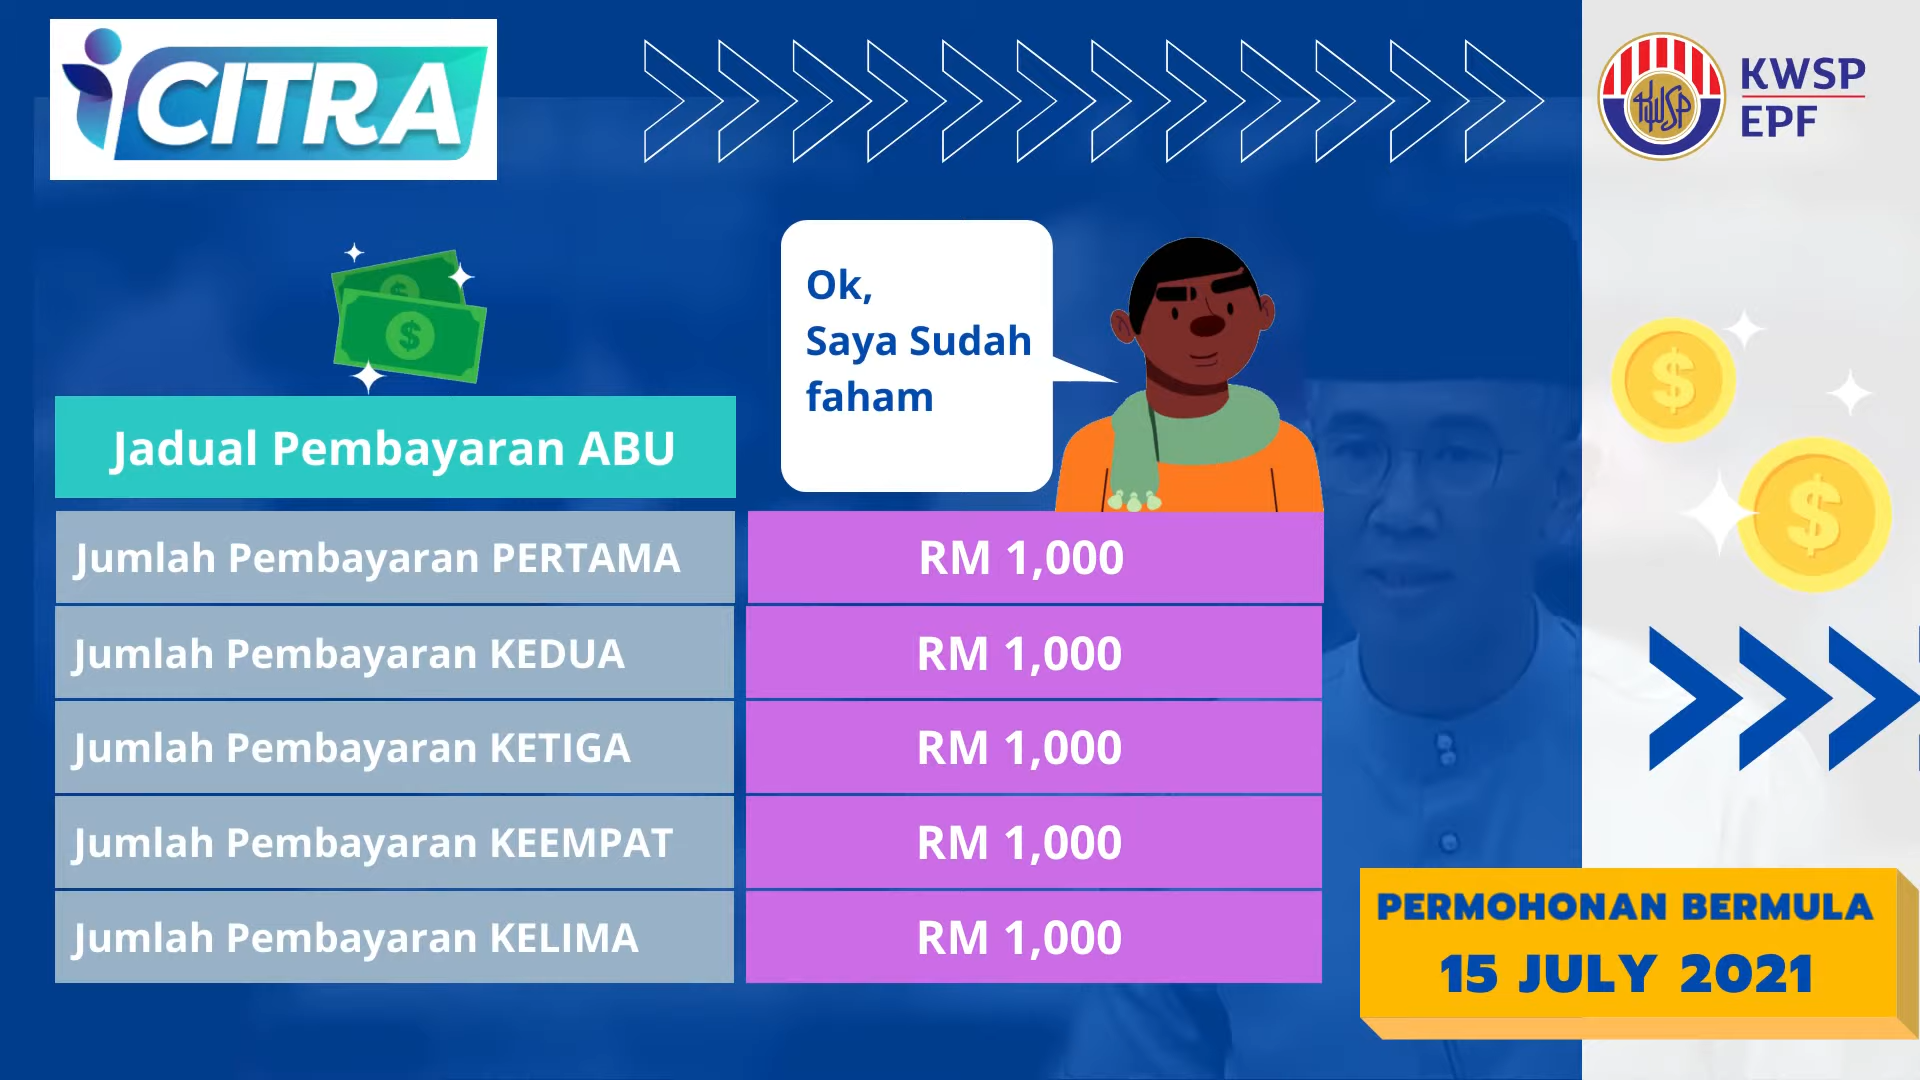 iCITRA
KWSP
EPF
KWSP
Ok,
Saya Sudah
faham
Jadual Pembayaran ABU
Jumlah Pembayaran PERTAMA
RM 1,000
Jumlah Pembayaran KEDUA
RM 1,000
Jumlah Pembayaran KETIGA
RM 1,000
Jumlah Pembayaran KEEMPAT
RM 1,000
Jumlah Pembayaran KELIMA
RM 1,000
PERMOHONAN BERMULA
15 JULY 2021